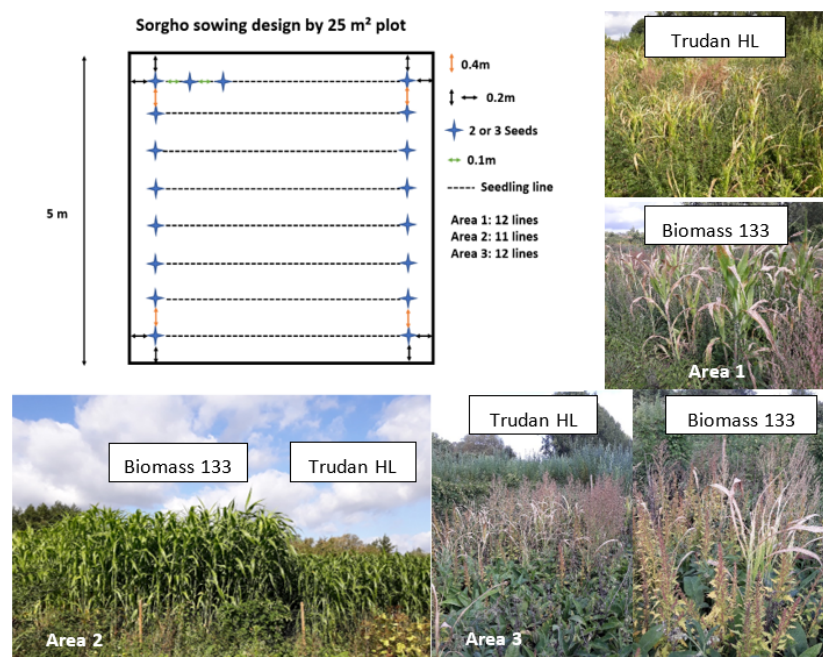 Sorgho sowing design by 25 m² plot
5 m
0.4m
0.2m
2 or 3 Seeds
0.1m
Seedling line
Area 1: 12 lines
Area 2: 11 lines
Area 3: 12 lines
Trudan HL
Biomass 133
Area 1
Biomass 133
Trudan HL
Area 2
Trudan HL
Biomass 133
Area 3